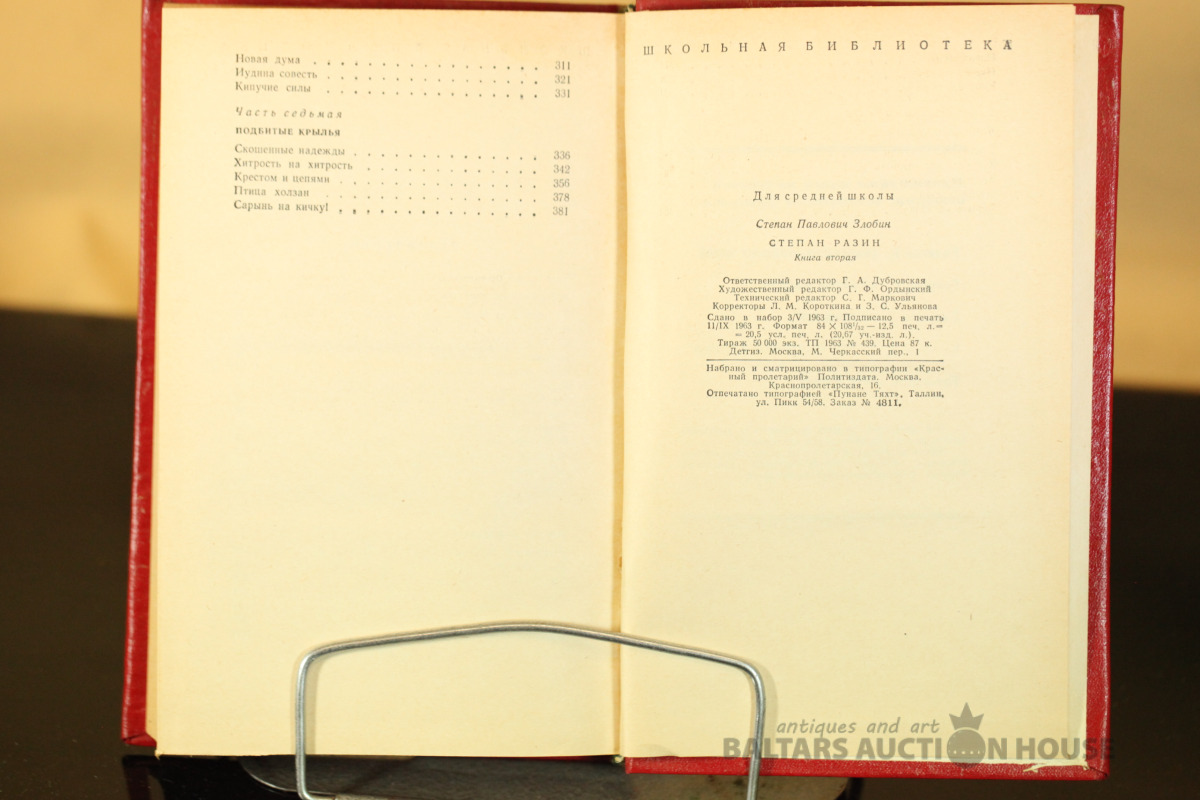 Новая дума . . . . . . . . . . . . . . . 311
Иудина совесть . . . . . . . . . . . . . . 321
Кипучие силы . . . . . . . . . . . . . . 331
Часть седьмая
ПОДБИТЫЕ КРЫЛЬЯ
Скошенные надежды . . . . . . . . . . . . 336
Хитрость на хитрость . . . . . . . . . . . 342
Крестом и цепями . . . . . . . . . . . . . 356
Птица холзан . . . . . . . . . . . . . . 378
Сарынь на кичку! . . . . . . . . . . . . . 381
ШКОЛЬНАЯ БИБЛИОТЕКА
Для средней школы
Степан Павлович Злобин
СТЕПАН РАЗИН
Книга вторая
Ответственный редактор Г. А. Дубровская
Художественный редактор Г. Ф. Ордынский
Технический редактор С. Г. Маркович
Корректоры Л. М. Короткина и З. С. Ульянова
Сдано в набор 3/V 1963 г. Подписано в печать
11/IX 1963 г. Формат 84 × 108¹/₃₂ — 12,5 печ. л.=
= 20,5 усл. печ. л. (20,67 уч.-изд. л.).
Тираж 50 000 экз. ТП 1963 № 439. Цена 87 к.
Детгиз. Москва, М. Черкасский пер., 1
Набрано и сматрицировано в типографии «Крас-
ный пролетарий» Политиздата. Москва,
Краснопролетарская, 16.
Отпечатано типографией «Пунане Тяхт», Таллин,
ул. Пикк 54/58. Заказ № 4811.
antiques and art
BALTARS AUCTION HOUSE